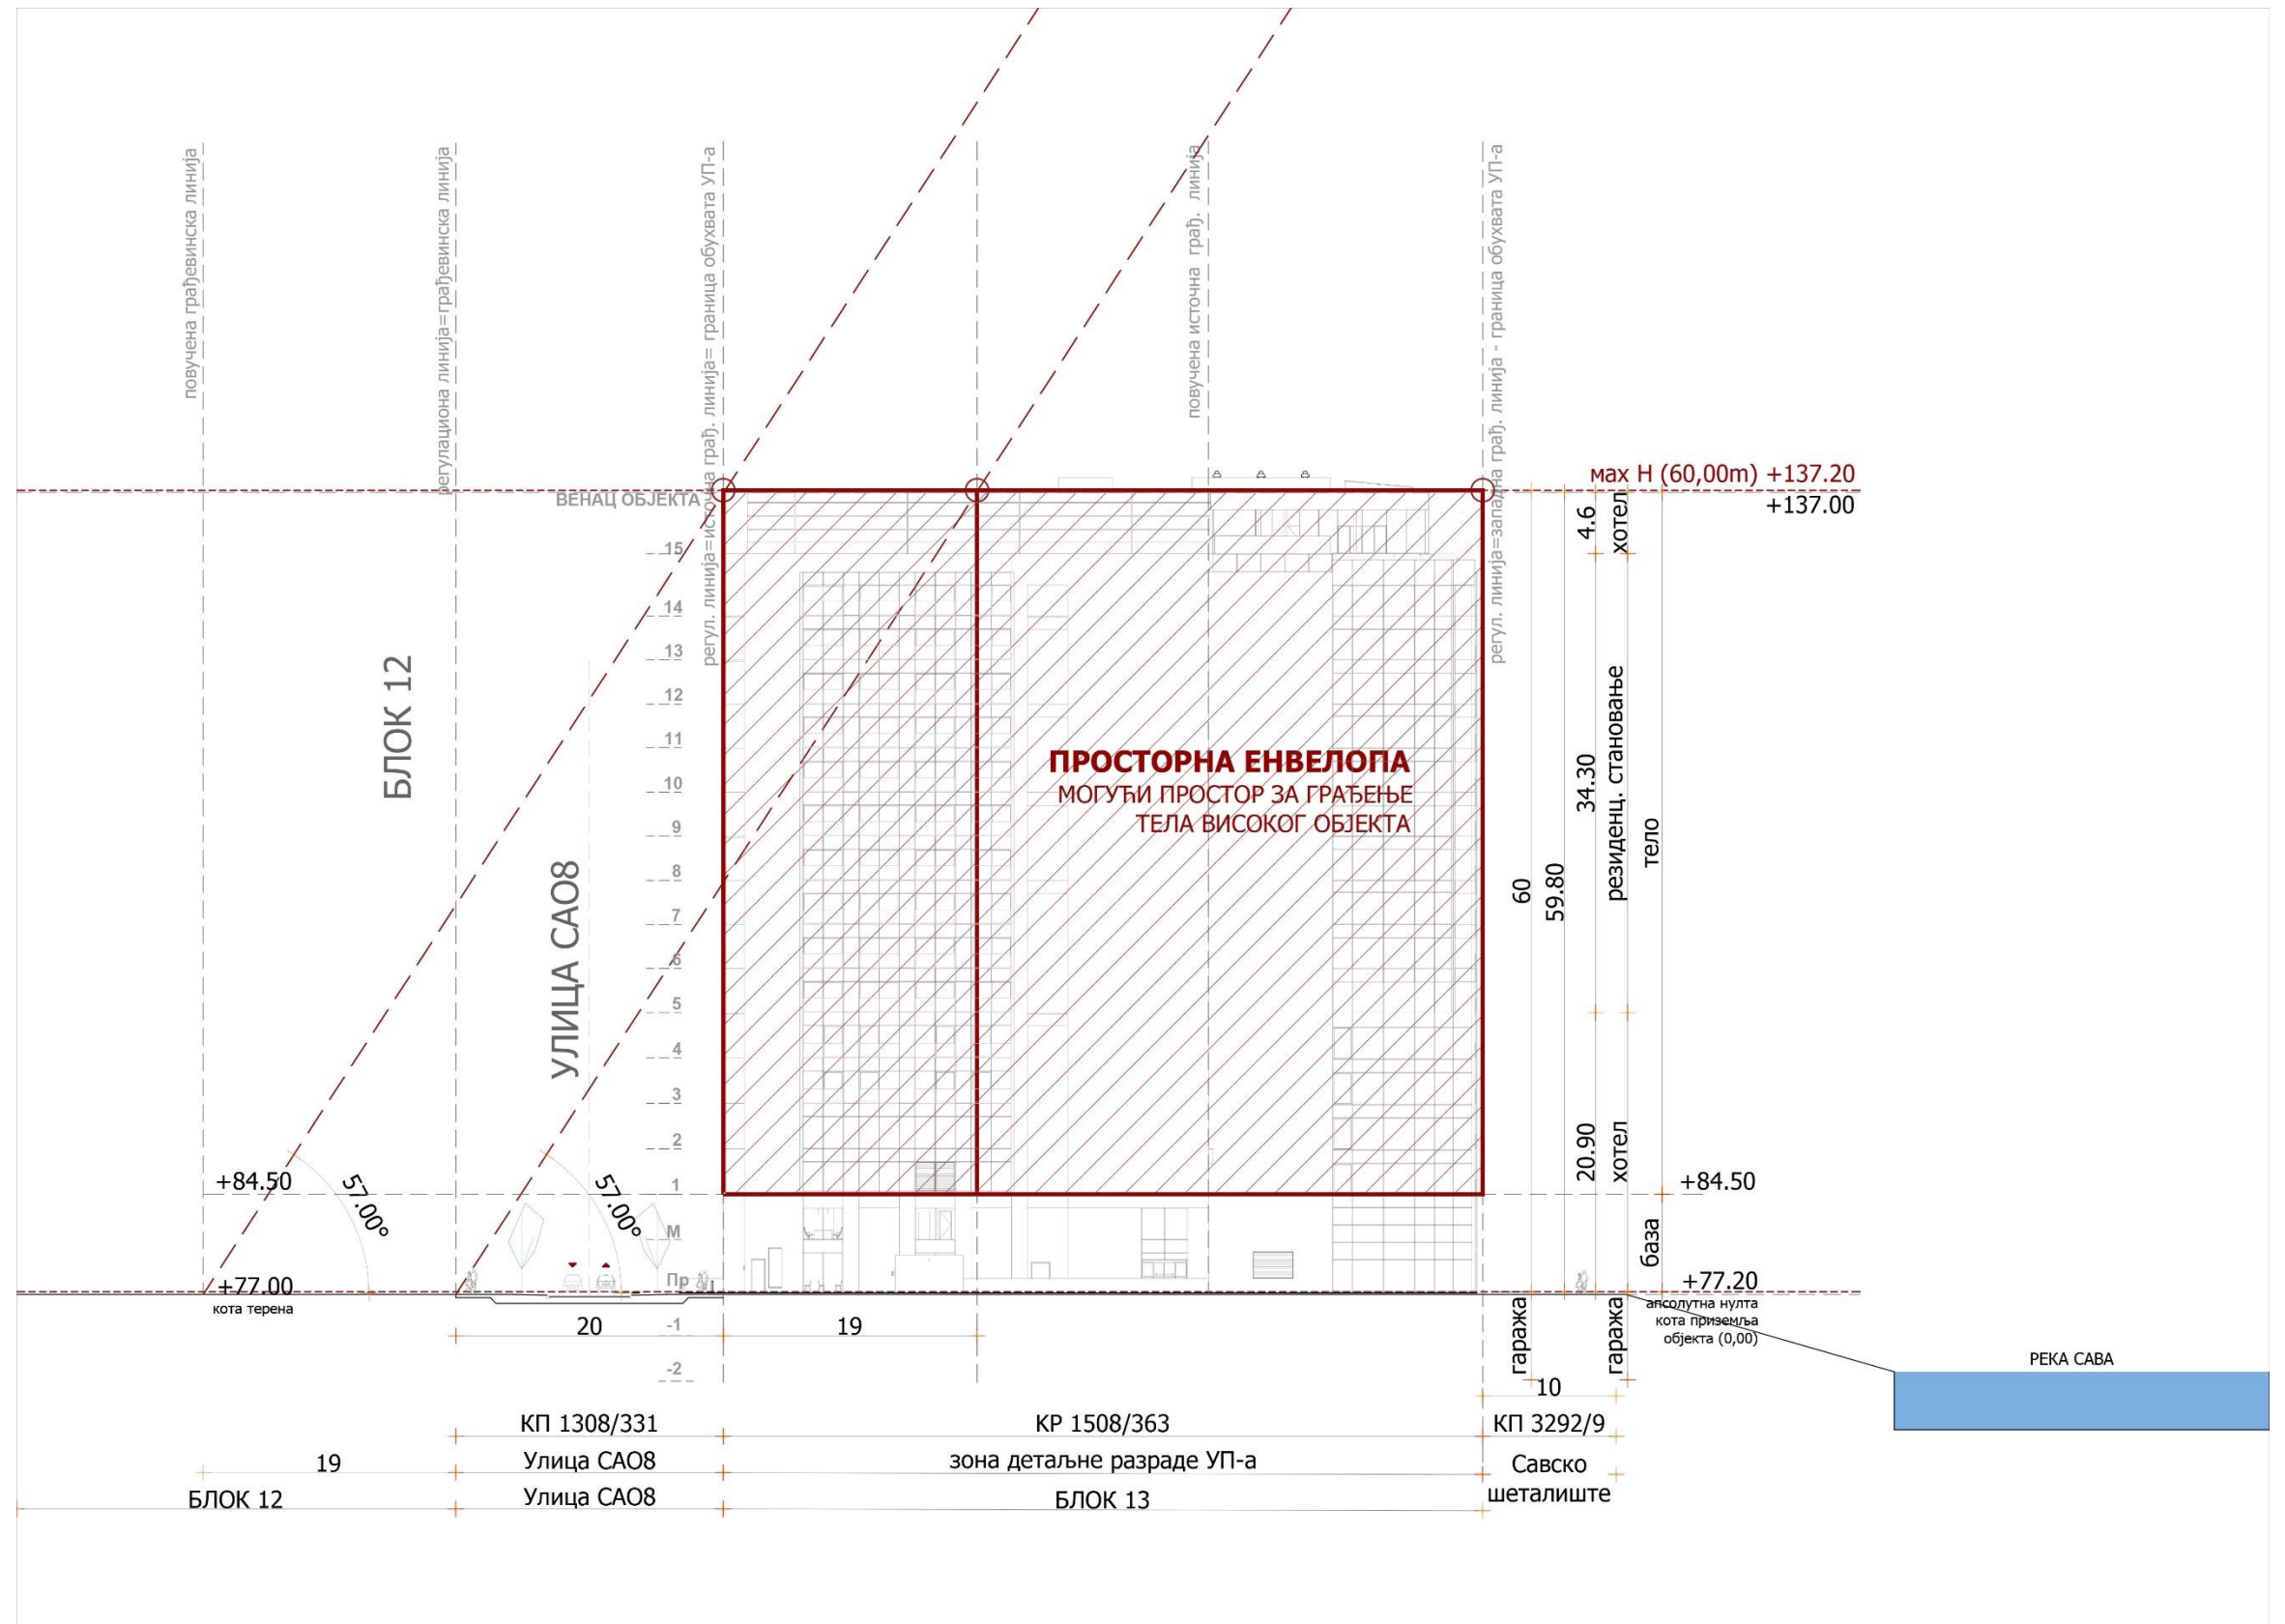 повучена грађевинска линија
регулациона линија=грађевинска линија
регул. линија=источна грађ. линија= граница обухвата УП-а
повучена источна грађ. линија
регул. линија=западна грађ. линија - граница обухвата УП-а
мах Н (60,00m) +137.20
+137.00
ВЕНАЦ ОБЈЕКТА
15
14
13
12
11
10
9
8
7
6
5
4
3
2
1
М
Пр
-1
-2
БЛОК 12
УЛИЦА САО8
ПРОСТОРНА ЕНВЕЛОПА
МОГУЋИ ПРОСТОР ЗА ГРАЂЕЊЕ
ТЕЛА ВИСОКОГ ОБЈЕКТА
60
59.80
4.6
34.30
20.90
хотел
резиденц. становање
хотел
тело
база
+84.50
57.00°
57.00°
+84.50
+77.00
кота терена
+77.20
апсолутна нулта
кота приземља
објекта (0,00)
гаража
гаража
РЕКА САВА
20
19
10
КП 1308/331
КР 1508/363
КП 3292/9
19
Улица САО8
зона детаљне разраде УП-а
Савско
шеталиште
БЛОК 12
Улица САО8
БЛОК 13